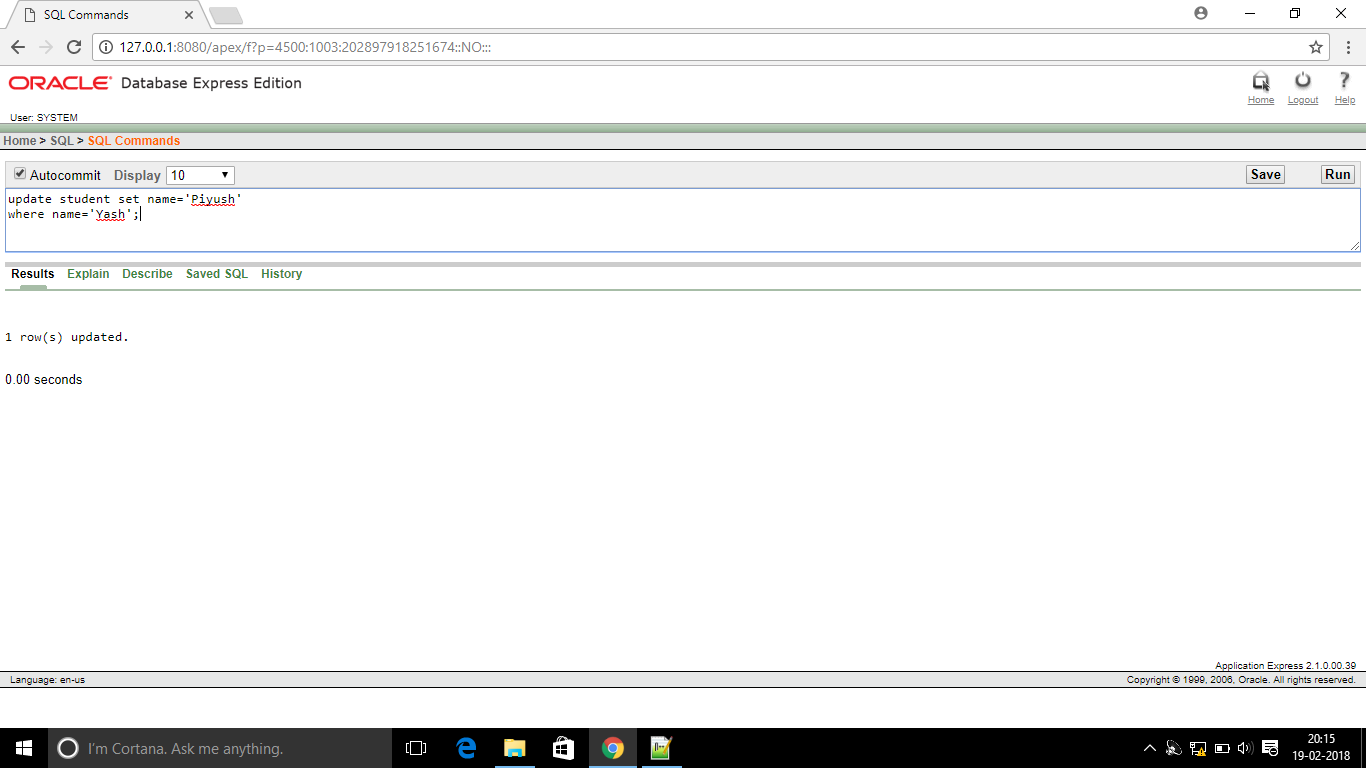 SQL Commands
127.0.0.1:8080/apex/f?p=4500:1003:202897918251674::NO:::
ORACLE Database Express Edition
Home Logout Help
User: SYSTEM
Home > SQL > SQL Commands
Autocommit Display 10 Save Run
update student set name='Piyush'
where name='Yash';
Results Explain Describe Saved SQL History
1 row(s) updated.
0.00 seconds
Application Express 2.1.0.00.39
Language: en-us Copyright © 1999, 2006, Oracle. All rights reserved.
I'm Cortana. Ask me anything.
20:15
19-02-2018